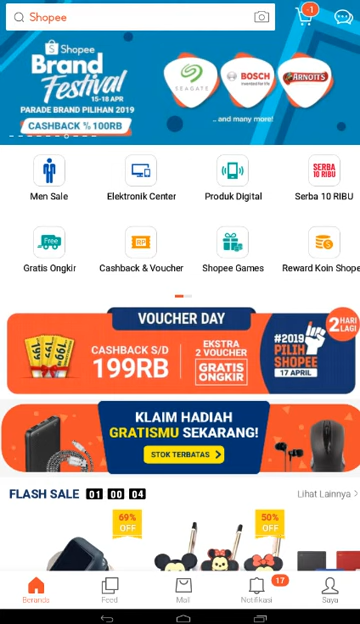 Shopee
1
Shopee
Brand
Festival
15-18 APR
PARADE BRAND PILIHAN 2019
CASHBACK % 100RB
SEAGATE
BOSCH
Invented for life
ARNOTT'S
.. and many more!
SERBA
10 RIBU
Men Sale
Elektronik Center
Produk Digital
Serba 10 RIBU
Free
RP
Gratis Ongkir
Cashback & Voucher
Shopee Games
Reward Koin Shope
VOUCHER DAY
2 HARI
LAGI
CASHBACK S/D
199RB
EKSTRA
2 VOUCHER
GRATIS
ONGKIR
#2019
PILIH
SHOPEE
17 APRIL
KLAIM HADIAH
GRATISMU SEKARANG!
STOK TERBATAS >
FLASH SALE 01 00 04
Lihat Lainnya >
69%
OFF
50%
OFF
17
Beranda
Feed
Mall
Notifikasi
Saya